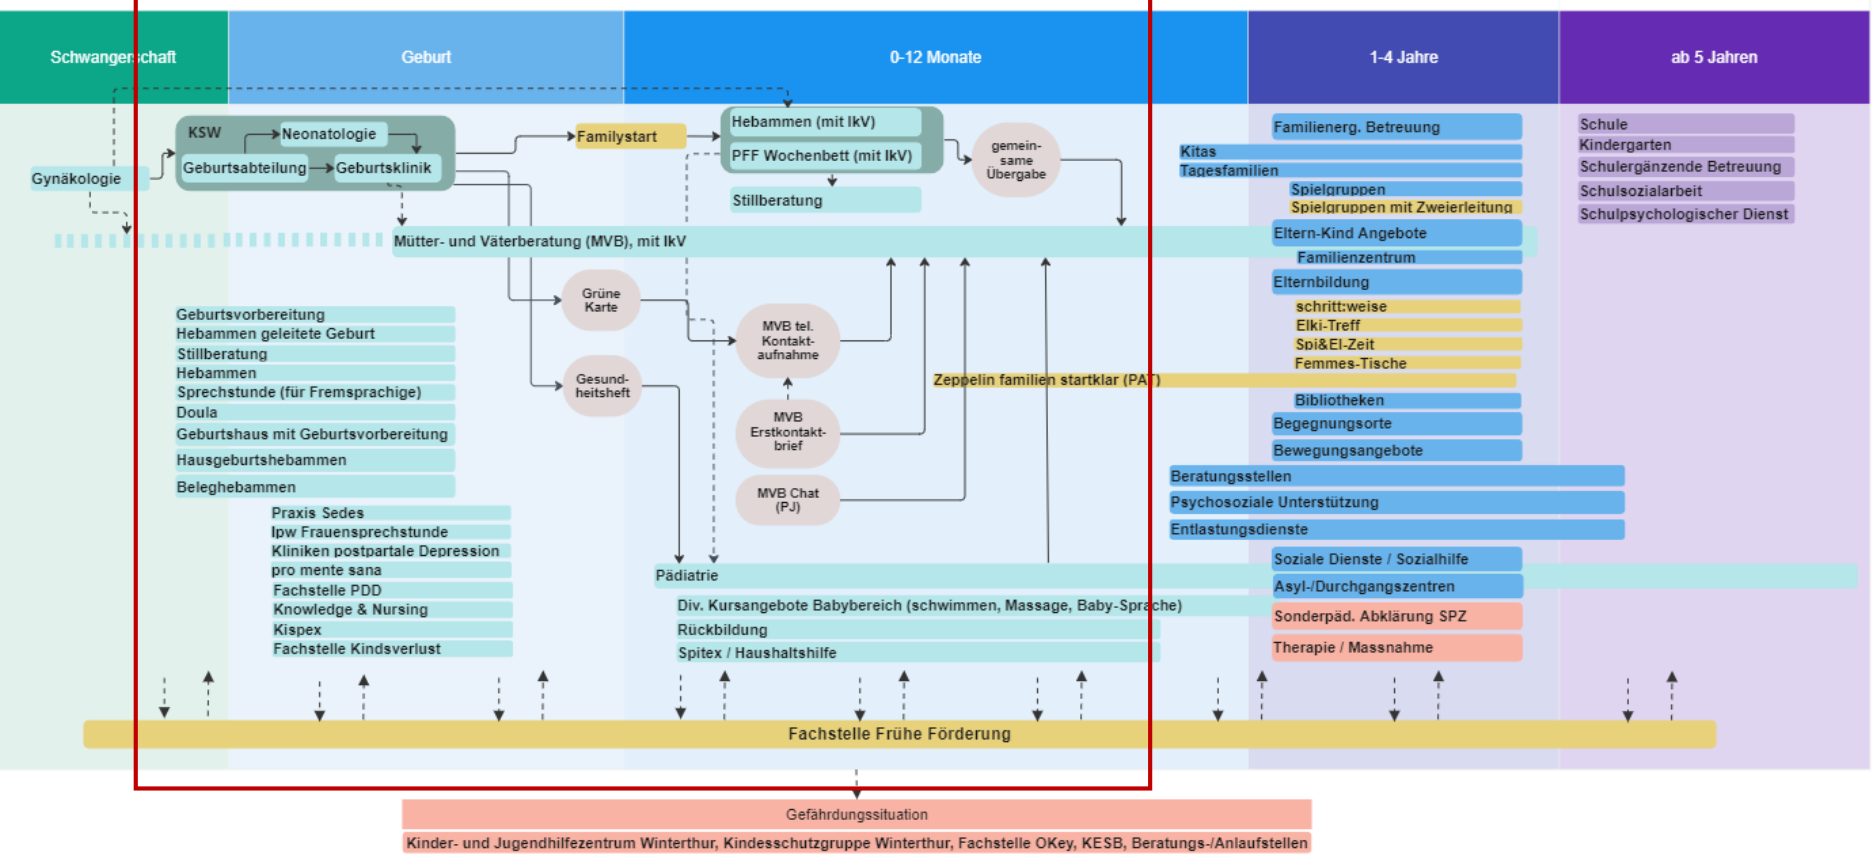 Schwangerschaft
Geburt
0-12 Monate
1-4 Jahre
ab 5 Jahren
Gynäkologie
KSW
Neonatologie
Geburtsabteilung
Geburtsklinik
Familystart
Hebammen (mit IkV)
PFF Wochenbett (mit IkV)
Stillberatung
gemein-
same
Übergabe
Mütter- und Väterberatung (MVB), mit IkV
Grüne
Karte
Gesund-
heitsheft
MVB tel.
Kontakt-
aufnahme
MVB
Erstkontakt-
brief
MVB Chat
(PJ)
Geburtsvorbereitung
Hebammen geleitete Geburt
Stillberatung
Hebammen
Sprechstunde (für Fremsprachige)
Doula
Geburtshaus mit Geburtsvorbereitung
Hausgeburtshebammen
Beleghebammen
Praxis Sedes
Ipw Frauensprechstunde
Kliniken postpartale Depression
pro mente sana
Fachstelle PDD
Knowledge & Nursing
Kispex
Fachstelle Kindsverlust
Zeppelin familien startklar (PAT)
Pädiatrie
Div. Kursangebote Babybereich (schwimmen, Massage, Baby-Sprache)
Rückbildung
Spitex / Haushaltshilfe
Familienerg. Betreuung
Kitas
Tagesfamilien
Spielgruppen
Spielgruppen mit Zweierleitung
Eltern-Kind Angebote
Familienzentrum
Elternbildung
schritt:weise
Elki-Treff
Spi&El-Zeit
Femmes-Tische
Bibliotheken
Begegnungsorte
Bewegungsangebote
Beratungsstellen
Psychosoziale Unterstützung
Entlastungsdienste
Soziale Dienste / Sozialhilfe
Asyl-/Durchgangszentren
Sonderpäd. Abklärung SPZ
Therapie / Massnahme
Schule
Kindergarten
Schulergänzende Betreuung
Schulsozialarbeit
Schulpsychologischer Dienst
Fachstelle Frühe Förderung
Gefährdungssituation
Kinder- und Jugendhilfezentrum Winterthur, Kindesschutzgruppe Winterthur, Fachstelle OKey, KESB, Beratungs-/Anlaufstellen